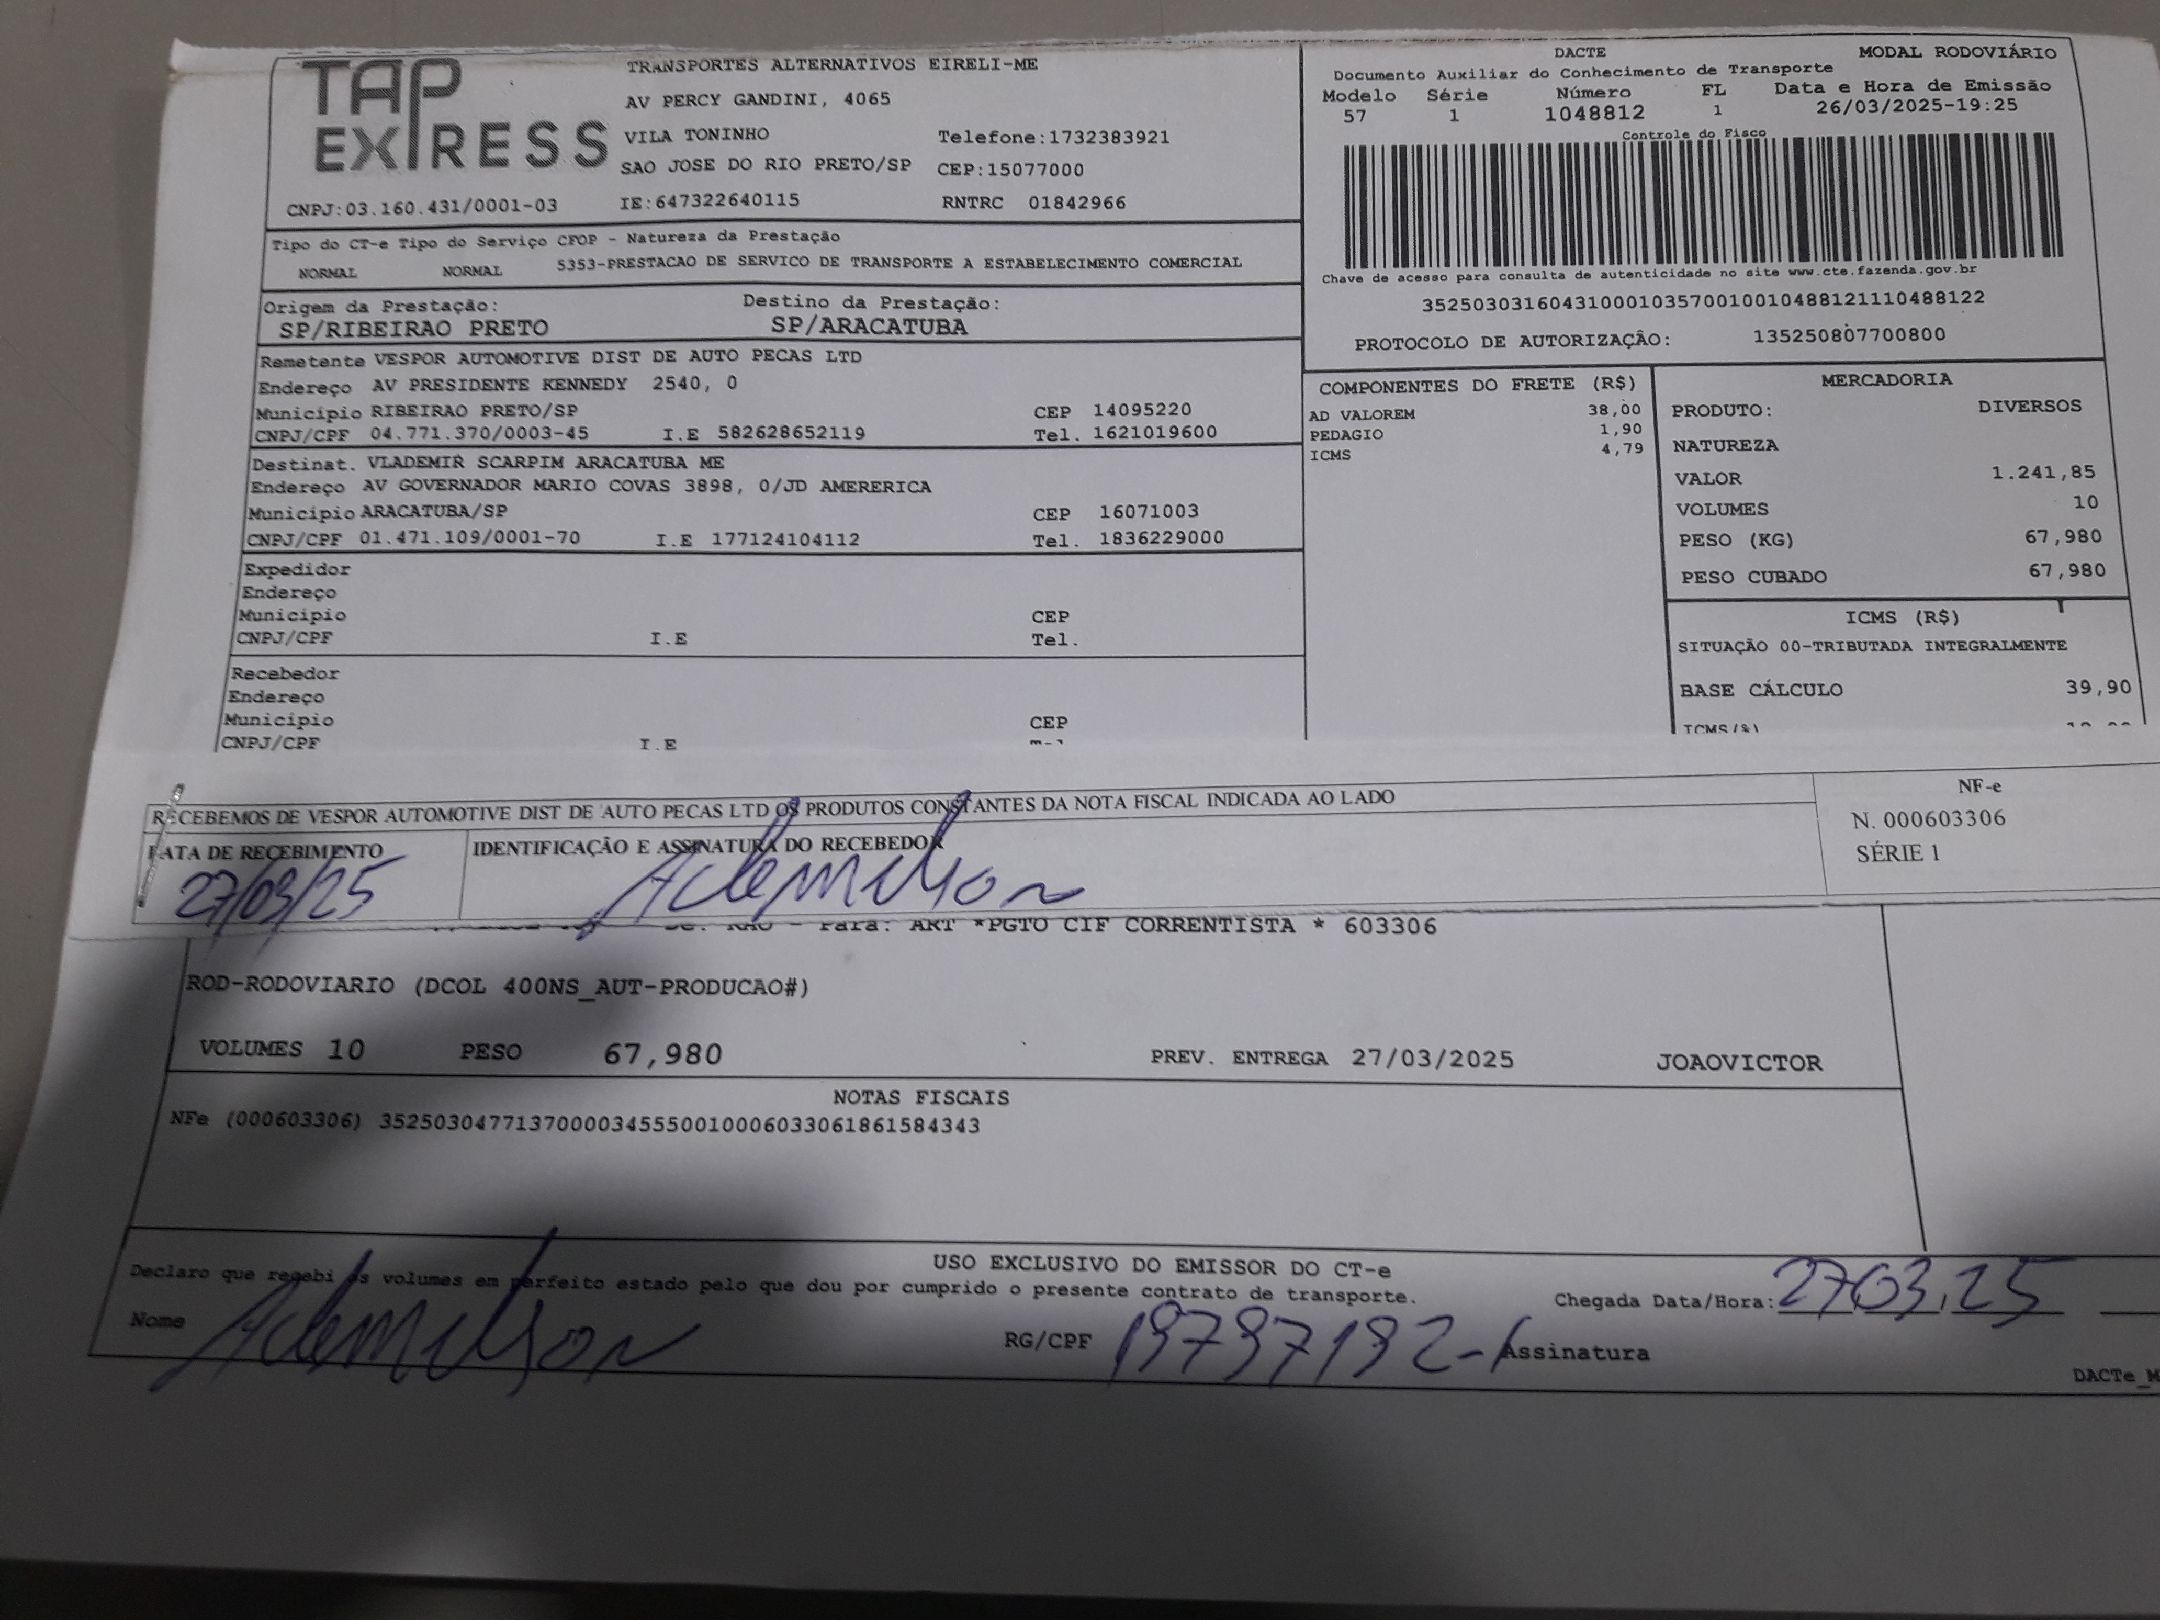 TAP EXPRESS
TRANSPORTES ALTERNATIVOS EIRELI-ME
AV PERCY GANDINI, 4065
VILA TONINHO Telefone:1732383921
SAO JOSE DO RIO PRETO/SP CEP:15077000
CNPJ:03.160.431/0001-03 IE:647322640115 RNTRC 01842966
DACTE MODAL RODOVIÁRIO
Documento Auxiliar do Conhecimento de Transporte
Modelo Série Número FL Data e Hora de Emissão
57 1 1048812 1 26/03/2025-19:25
Controle do Fisco
Chave de acesso para consulta de autenticidade no site www.cte.fazenda.gov.br
35250303160431000103570010010488121110488122
PROTOCOLO DE AUTORIZAÇÃO: 135250807700800
Tipo do CT-e Tipo do Serviço CFOP - Natureza da Prestação
NORMAL NORMAL 5353-PRESTACAO DE SERVICO DE TRANSPORTE A ESTABELECIMENTO COMERCIAL
Origem da Prestação: Destino da Prestação:
SP/RIBEIRAO PRETO SP/ARACATUBA
Remetente VESPOR AUTOMOTIVE DIST DE AUTO PECAS LTD
Endereço AV PRESIDENTE KENNEDY 2540, 0
Município RIBEIRAO PRETO/SP CEP 14095220
CNPJ/CPF 04.771.370/0003-45 I.E 582628652119 Tel. 1621019600
Destinat. VLADEMIR SCARPIM ARACATUBA ME
Endereço AV GOVERNADOR MARIO COVAS 3898, 0/JD AMERERICA
Município ARACATUBA/SP CEP 16071003
CNPJ/CPF 01.471.109/0001-70 I.E 177124104112 Tel. 1836229000
Expedidor
Endereço
Município CEP
CNPJ/CPF I.E Tel.
Recebedor
Endereço
Município CEP
CNPJ/CPF I.E
COMPONENTES DO FRETE (R$)
AD VALOREM 38,00
PEDAGIO 1,90
ICMS 4,79
MERCADORIA
PRODUTO: DIVERSOS
NATUREZA
VALOR 1.241,85
VOLUMES 10
PESO (KG) 67,980
PESO CUBADO 67,980
ICMS (R$)
SITUAÇÃO 00-TRIBUTADA INTEGRALMENTE
BASE CÁLCULO 39,90
ICMS(%)
RECEBEMOS DE VESPOR AUTOMOTIVE DIST DE AUTO PECAS LTD OS PRODUTOS CONSTANTES DA NOTA FISCAL INDICADA AO LADO
NF-e
N. 000603306
SÉRIE 1
DATA DE RECEBIMENTO IDENTIFICAÇÃO E ASSINATURA DO RECEBEDOR
27/03/25 Ademilson
Para: ART *PGTO CIF CORRENTISTA * 603306
ROD-RODOVIARIO (DCOL 400NS_AUT-PRODUCAO#)
VOLUMES 10 PESO 67,980 PREV. ENTREGA 27/03/2025 JOAOVICTOR
NOTAS FISCAIS
NFe (000603306) 35250304771370000345550010006033061861584343
USO EXCLUSIVO DO EMISSOR DO CT-e
Declaro que recebi os volumes em perfeito estado pelo que dou por cumprido o presente contrato de transporte.
Chegada Data/Hora: 27.03.25
Nome Ademilson RG/CPF 19797192-1 Assinatura
DACTe_M